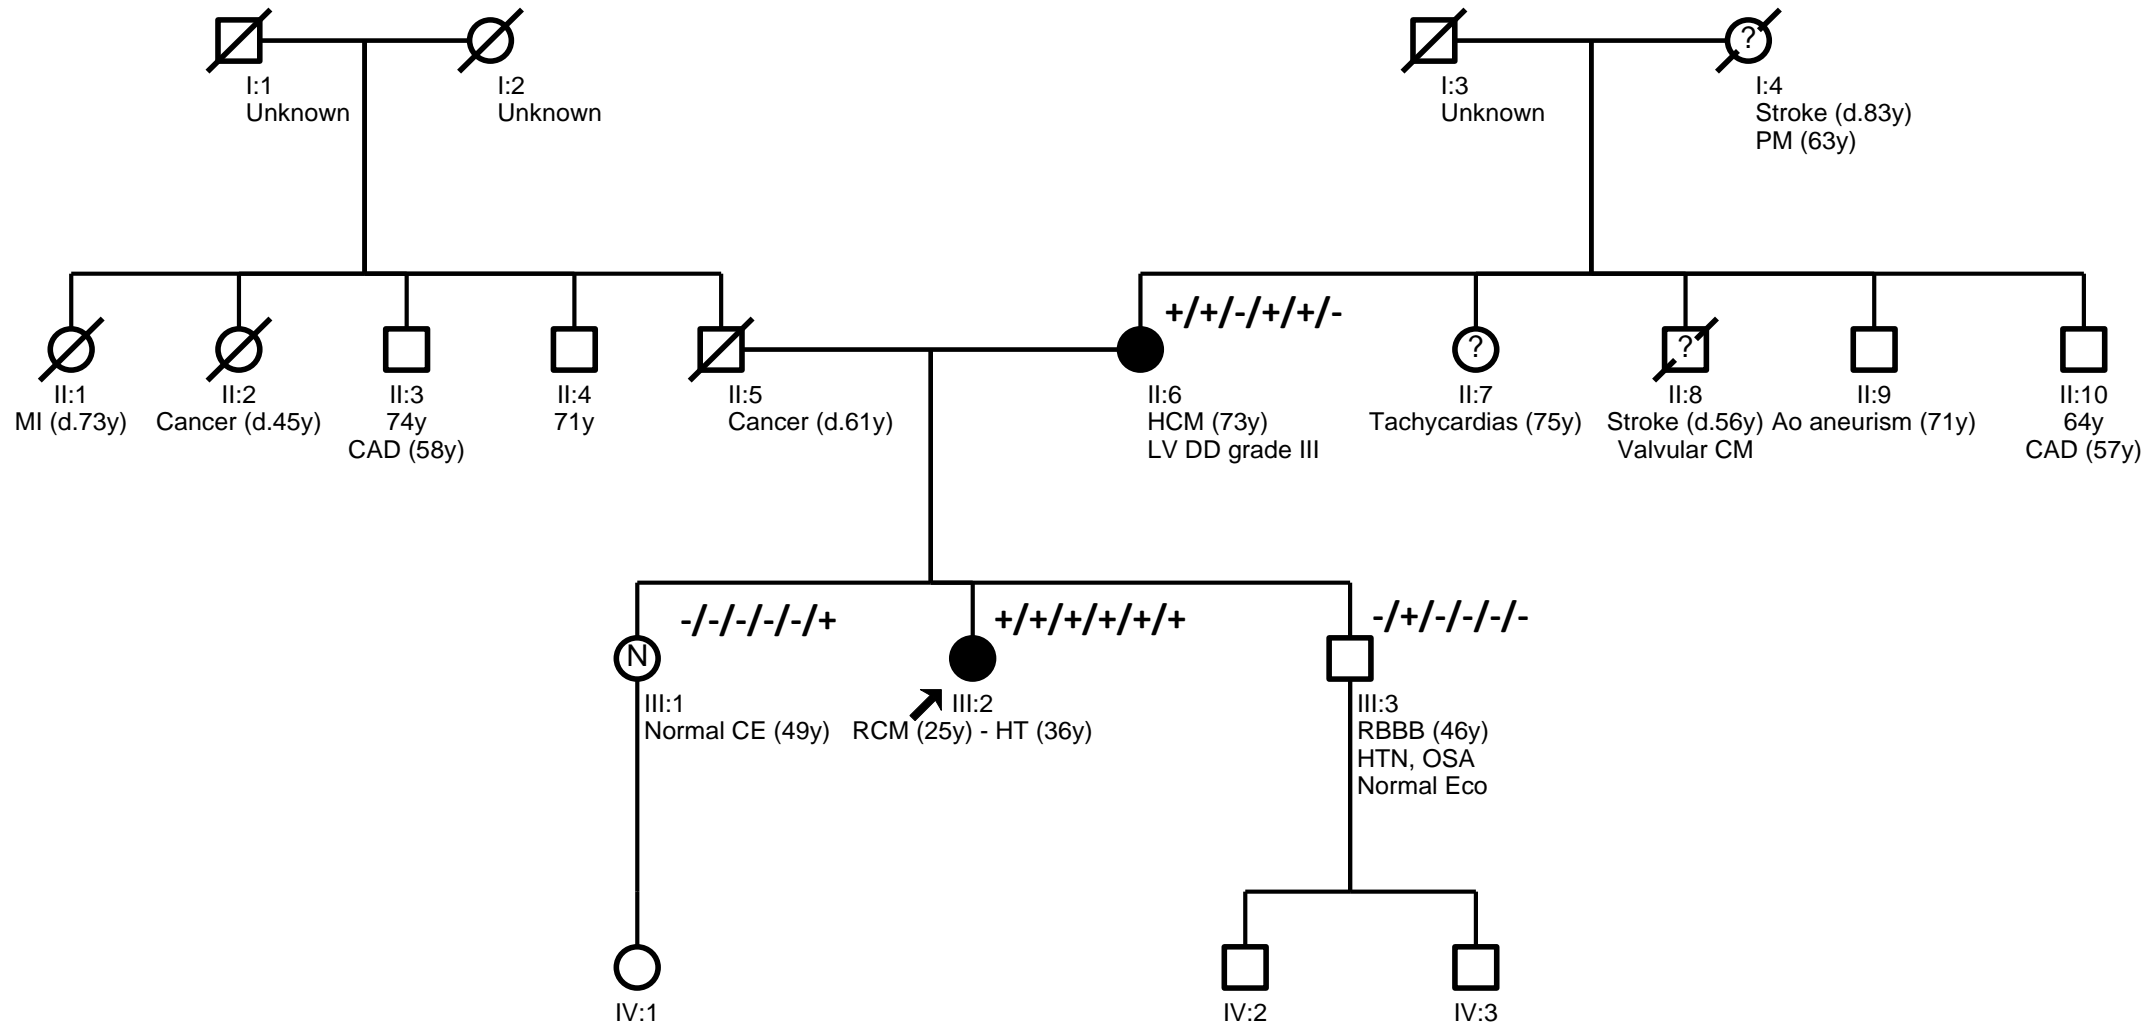 ?
I:1
Unknown
I:2
Unknown
I:3
Unknown
I:4
Stroke (d.83y)
PM (63y)
+/+/-/+/+/-
?
?
II:1
MI (d.73y)
II:2
Cancer (d.45y)
II:3
74y
CAD (58y)
II:4
71y
II:5
Cancer (d.61y)
II:6
HCM (73y)
LV DD grade III
II:7
Tachycardias (75y)
II:8
Stroke (d.56y)
Valvular CM
II:9
Ao aneurism (71y)
II:10
64y
CAD (57y)
-/-/-/-/-/+
+/+/+/+/+/+
-/+/-/-/-/-
N
III:1
Normal CE (49y)
III:2
RCM (25y) - HT (36y)
III:3
RBBB (46y)
HTN, OSA
Normal Eco
IV:1
IV:2
IV:3